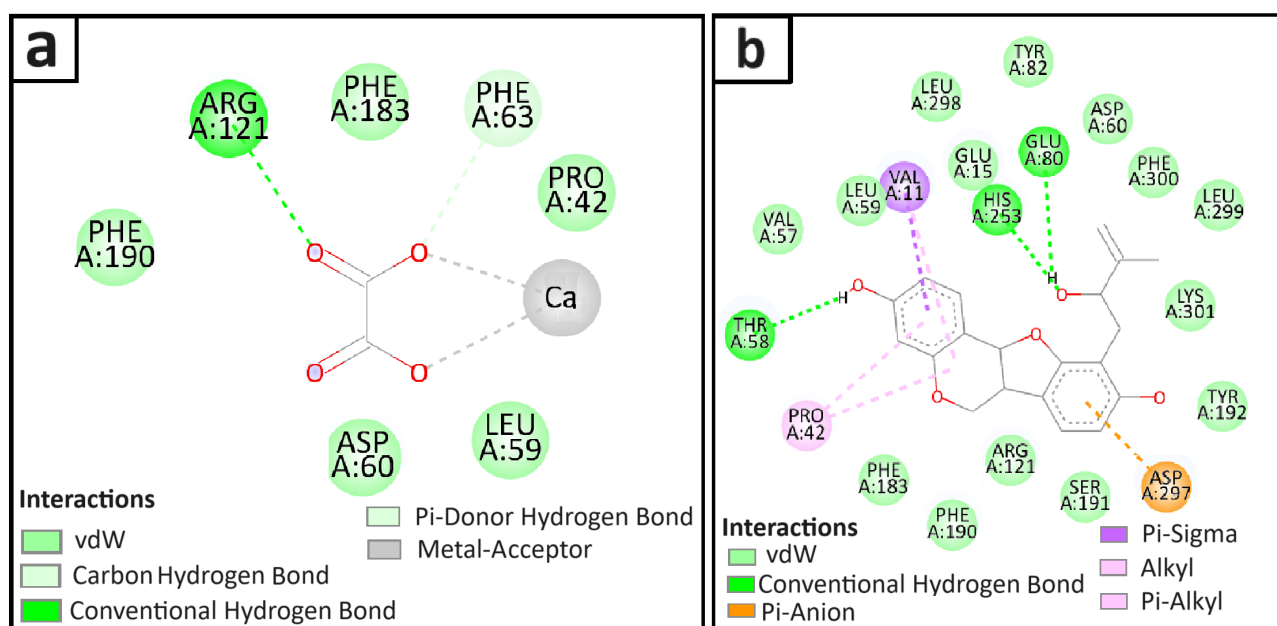 a
ARG
A:121
PHE
A:183
PHE
A:63
PRO
A:42
PHE
A:190
O
O
Ca
O
O
ASP
A:60
LEU
A:59
Interactions
vdW
Carbon Hydrogen Bond
Conventional Hydrogen Bond
Pi-Donor Hydrogen Bond
Metal-Acceptor
b
TYR
A:82
LEU
A:298
ASP
A:60
GLU
A:80
GLU
A:15
PHE
A:300
VAL
A:11
LEU
A:59
HIS
A:253
LEU
A:299
VAL
A:57
H
O
O
H
LYS
A:301
THR
A:58
O
O
O
TYR
A:192
PRO
A:42
ARG
A:121
PHE
A:183
SER
A:191
ASP
A:297
PHE
A:190
Interactions
vdW
Conventional Hydrogen Bond
Pi-Anion
Pi-Sigma
Alkyl
Pi-Alkyl